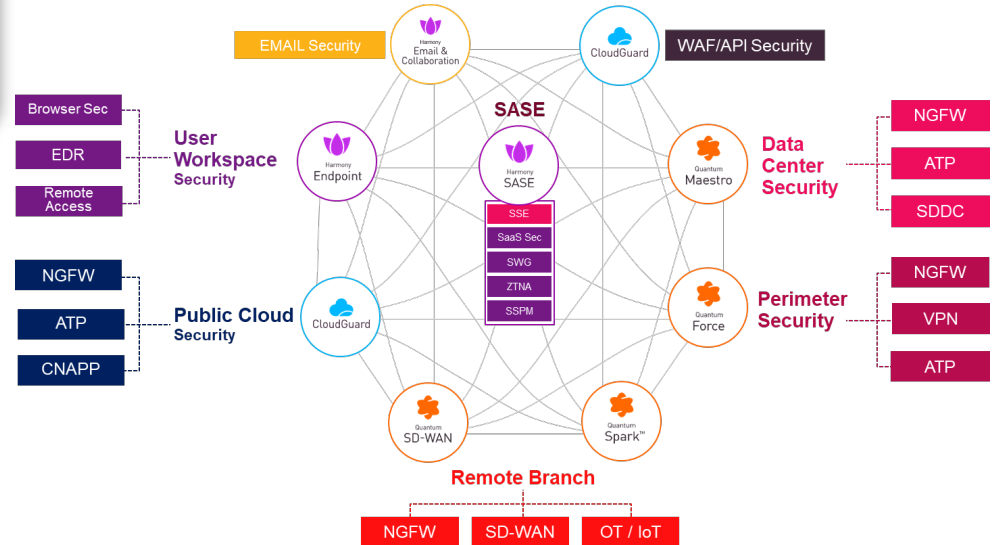 EMAIL Security
Harmony
Email &
Collaboration
CloudGuard
WAF/API Security
Browser Sec
EDR
Remote
Access
User
Workspace
Security
Harmony
Endpoint
SASE
Harmony
SASE
SSE
SaaS Sec
SWG
ZTNA
SSPM
Quantum
Maestro
Data
Center
Security
NGFW
ATP
SDDC
NGFW
ATP
CNAPP
Public Cloud
Security
CloudGuard
Quantum
Force
Perimeter
Security
NGFW
VPN
ATP
Quantum
SD-WAN
Quantum
Spark™
Remote Branch
NGFW
SD-WAN
OT / IoT